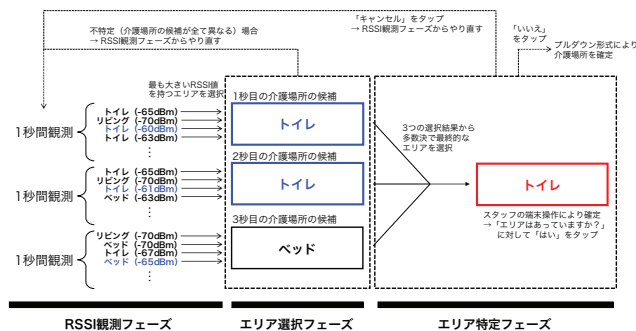 不特定（介護場所の候補が全て異なる）場合
→ RSSI観測フェーズからやり直す
「キャンセル」をタップ
→ RSSI観測フェーズからやり直す
「いいえ」
をタップ
プルダウン形式により
介護場所を確定
最も大きいRSSI値
を持つエリアを選択
1秒間観測
トイレ (-65dBm)
リビング (-70dBm)
トイレ (-60dBm)
トイレ (-63dBm)
⋮
1秒目の介護場所の候補
トイレ
1秒間観測
トイレ (-65dBm)
リビング (-70dBm)
トイレ (-61dBm)
ベッド (-63dBm)
⋮
2秒目の介護場所の候補
トイレ
1秒間観測
リビング (-70dBm)
ベッド (-70dBm)
トイレ (-67dBm)
ベッド (-65dBm)
⋮
3秒目の介護場所の候補
ベッド
3つの選択結果から
多数決で最終的な
エリアを選択
トイレ
スタッフの端末操作により確定
→「エリアはあっていますか？」
に対して「はい」をタップ
RSSI観測フェーズ
エリア選択フェーズ
エリア特定フェーズ